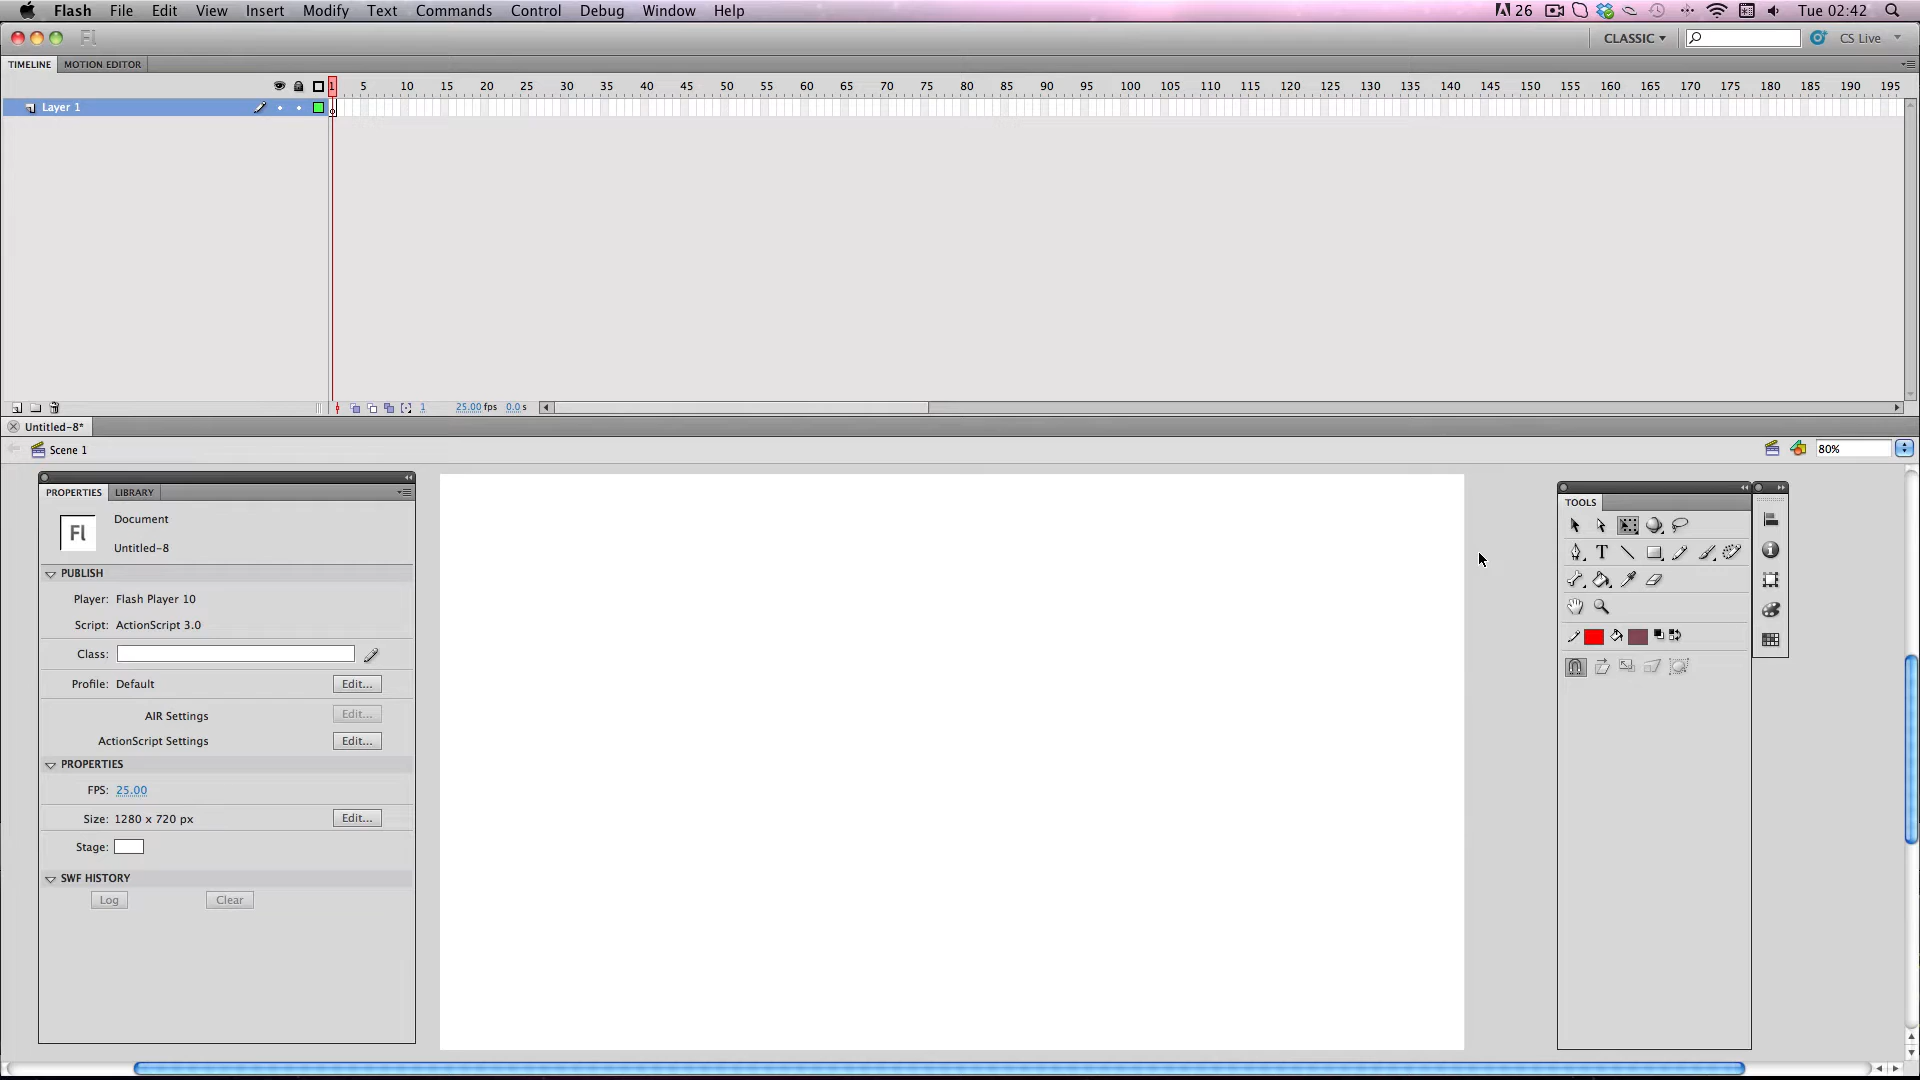 Flash File Edit View Insert Modify Text Commands Control Debug Window Help 26 Tue 02:42
Fl CLASSIC CS Live
TIMELINE MOTION EDITOR
1 5 10 15 20 25 30 35 40 45 50 55 60 65 70 75 80 85 90 95 100 105 110 115 120 125 130 135 140 145 150 155 160 165 170 175 180 185 190 195
Layer 1
1 25.00 fps 0.0 s
Untitled-8*
Scene 1 80%
PROPERTIES LIBRARY
TOOLS
Fl
Document
Untitled-8
T
PUBLISH
Player: Flash Player 10
Script: ActionScript 3.0
Class:
Profile: Default Edit...
AIR Settings Edit...
ActionScript Settings Edit...
PROPERTIES
FPS: 25.00
Size: 1280 x 720 px Edit...
Stage:
SWF HISTORY
Log Clear